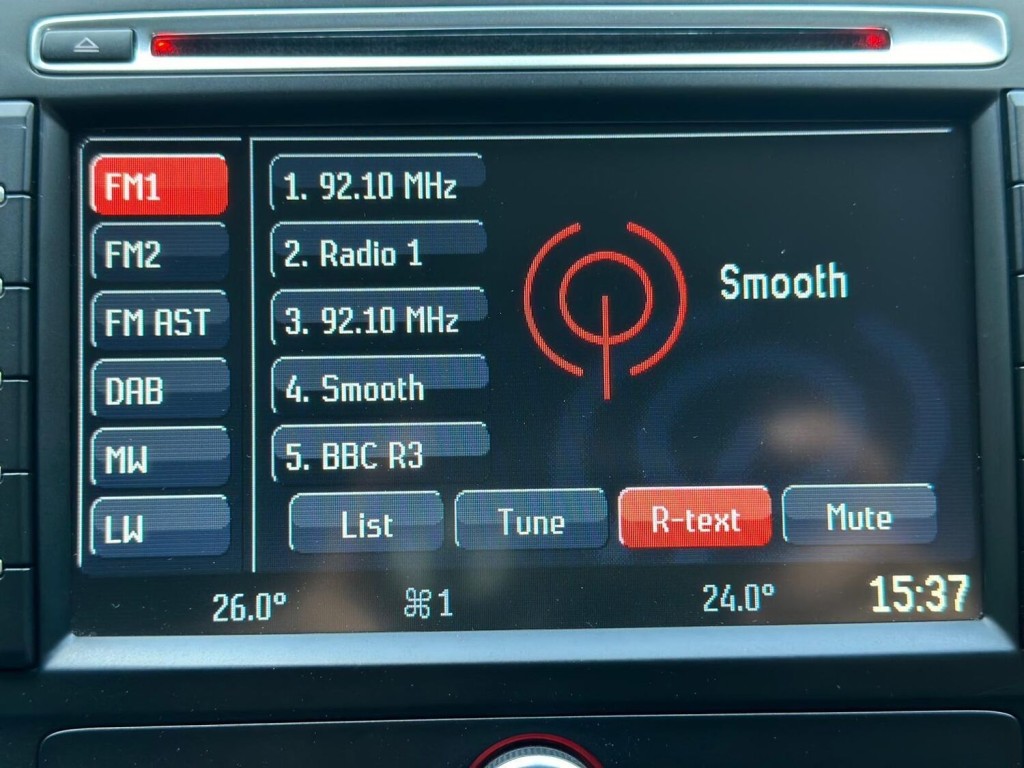 FM1
FM2
FM AST
DAB
MW
LW
1. 92.10 MHz
2. Radio 1
3. 92.10 MHz
4. Smooth
5. BBC R3
Smooth
List Tune R-text Mute
26.0° ⌘1 24.0° 15:37